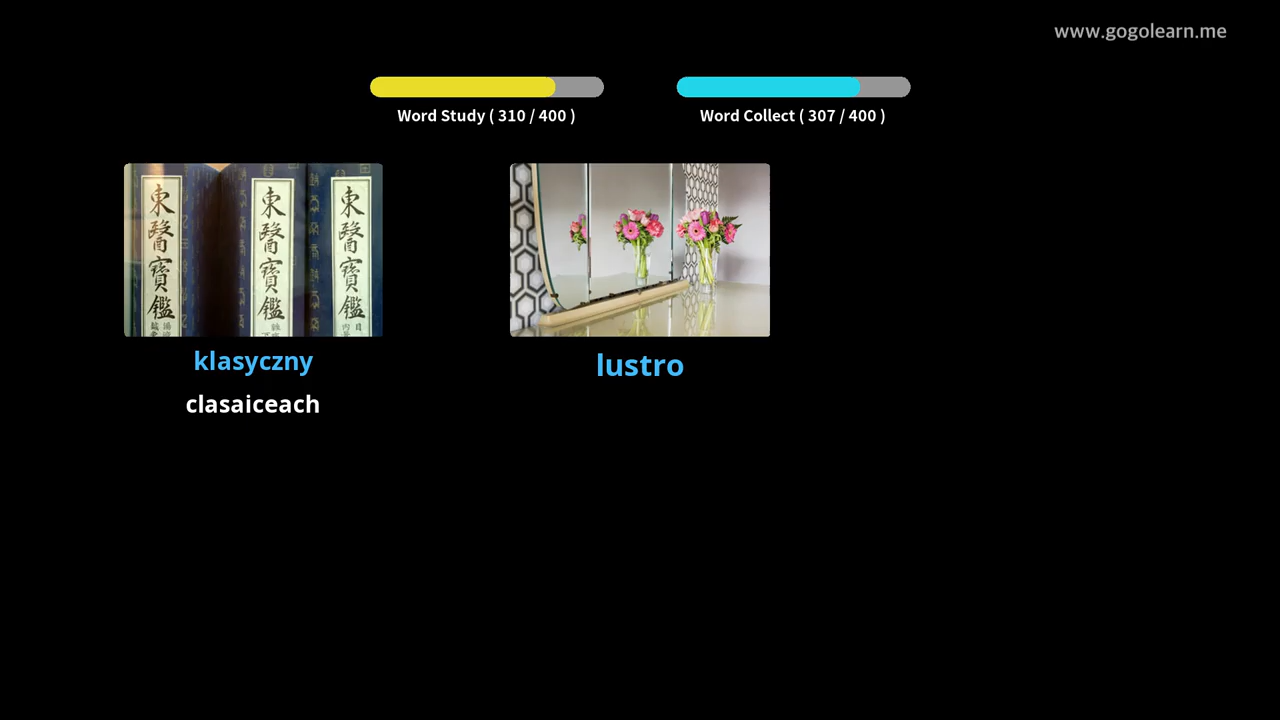 www.gogolearn.me
Word Study ( 310 / 400 )
Word Collect ( 307 / 400 )
東醫寶鑑
東醫寶鑑
東醫寶鑑
klasyczny
clasaiceach
lustro